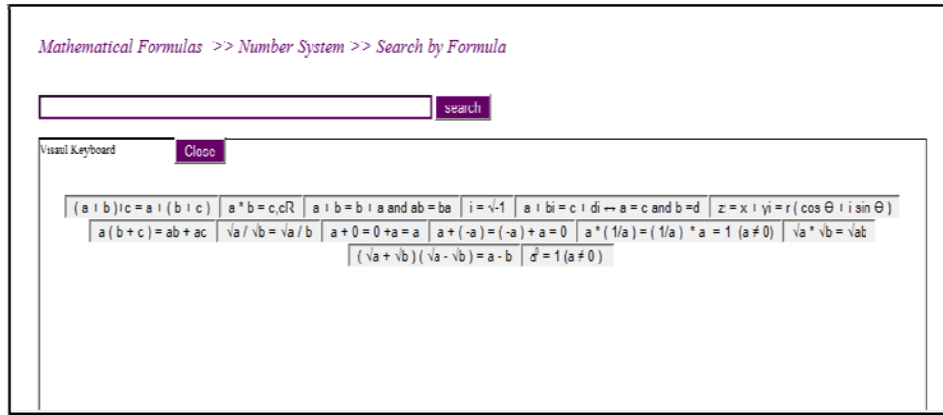 Mathematical Formulas >> Number System >> Search by Formula
search
Visaul Keyboard Close
( a + b )+c = a + ( b + c ) a * b = c,cR a + b = b + a and ab = ba i = √-1 a + bi = c + di ↔ a = c and b =d z = x + yi = r ( cos Θ + i sin Θ )
a ( b + c ) = ab + ac √a / √b = √a / b a + 0 = 0 +a = a a + ( -a ) = ( -a ) + a = 0 a * ( 1/a ) = ( 1/a ) * a = 1 (a ≠ 0) √a * √b = √ab
( √a + √b ) ( √a - √b ) = a - b a⁰ = 1 (a ≠ 0 )